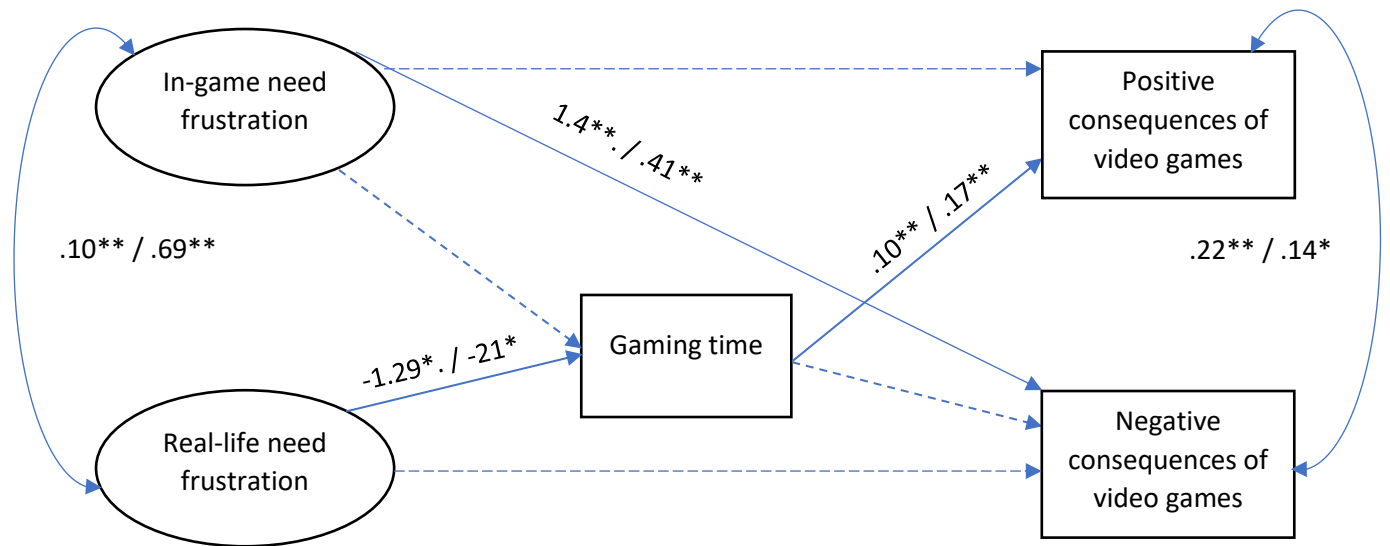 In-game need
frustration
Positive
consequences of
video games
1.4**. / .41**
.10** / .17**
.10** / .69**
.22** / .14*
Gaming time
-1.29*. / -21*
Real-life need
frustration
Negative
consequences of
video games